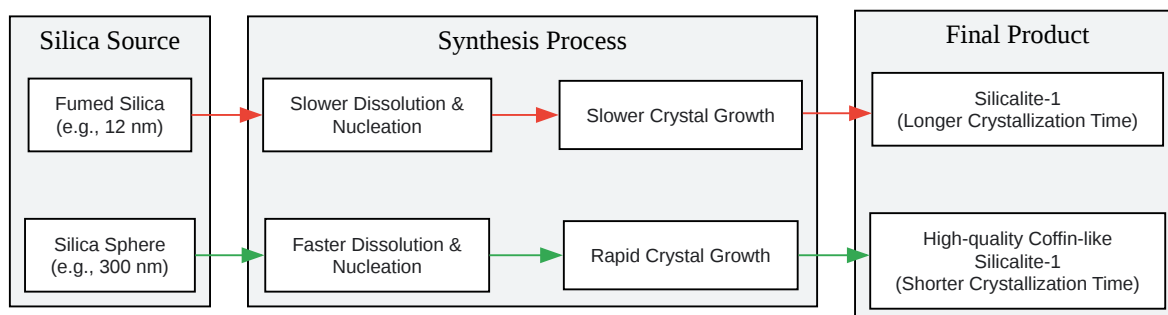 Silica Source
Synthesis Process
Final Product
Fumed Silica
(e.g., 12 nm)
Slower Dissolution &
Nucleation
Slower Crystal Growth
Silicalite-1
(Longer Crystallization Time)
Silica Sphere
(e.g., 300 nm)
Faster Dissolution &
Nucleation
Rapid Crystal Growth
High-quality Coffin-like
Silicalite-1
(Shorter Crystallization Time)